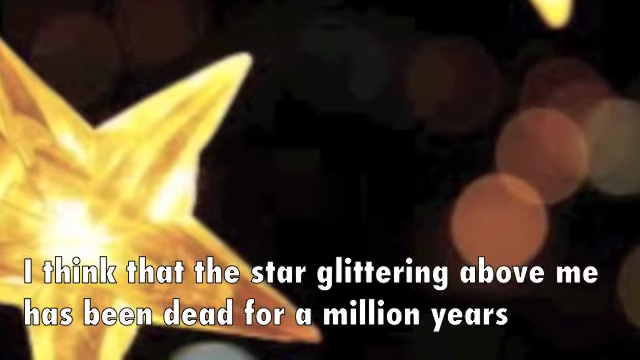 I think that the star glittering above me
has been dead for a million years